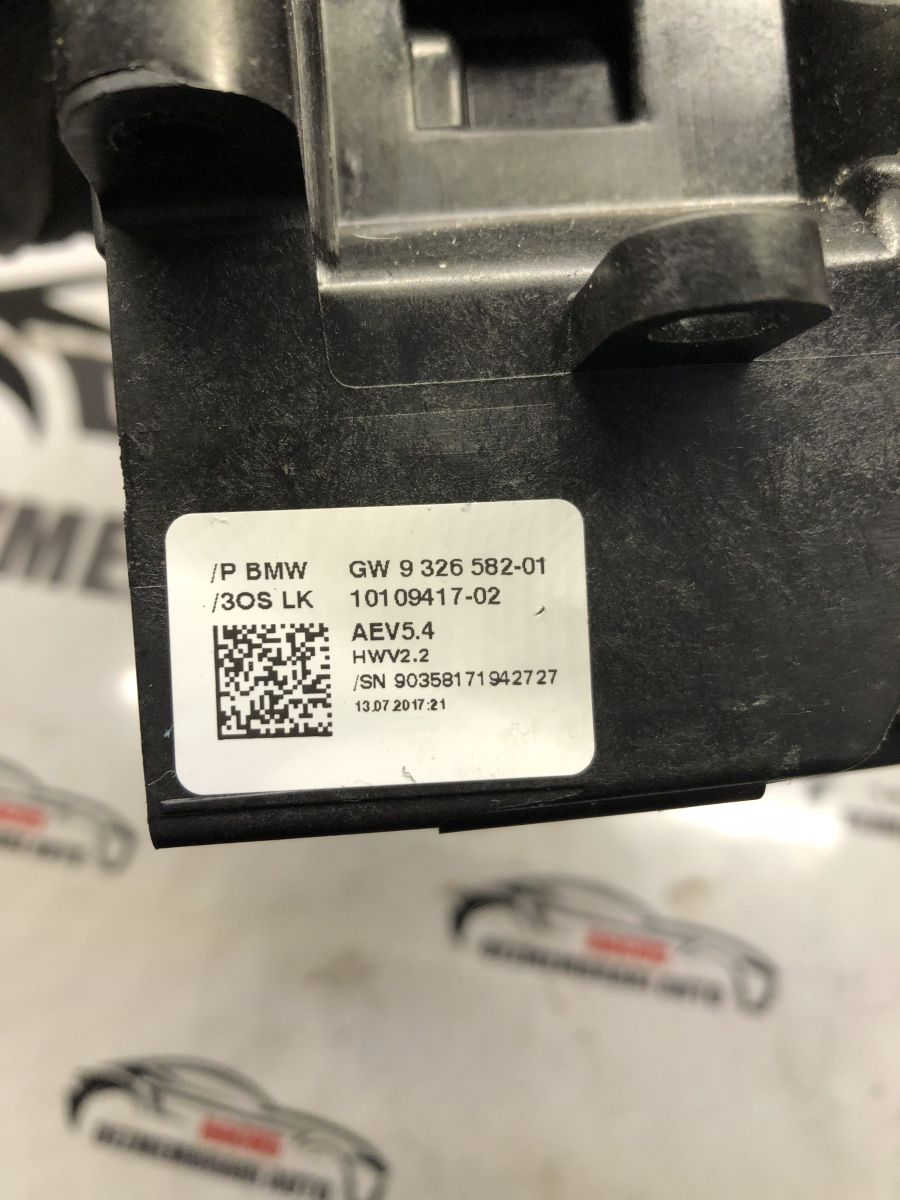 /P BMW GW 9 326 582-01
/3OS LK 10109417-02
AEV5.4
HWV2.2
/SN 90358171942727
13.07.2017:21